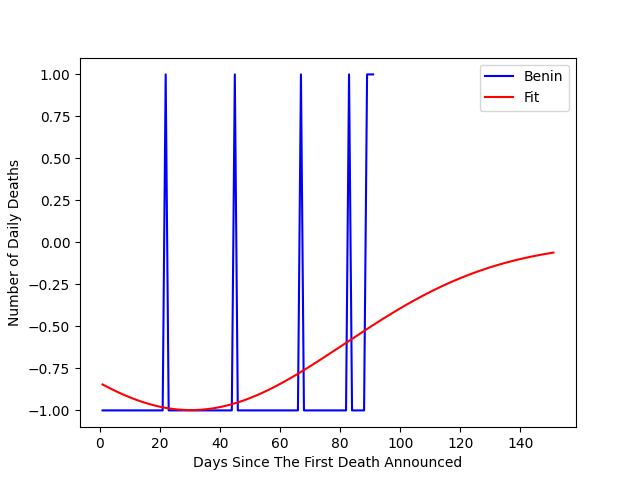 Benin
Fit
1.00
0.75
0.50
0.25
0.00
−0.25
−0.50
−0.75
−1.00
Number of Daily Deaths
0 20 40 60 80 100 120 140
Days Since The First Death Announced